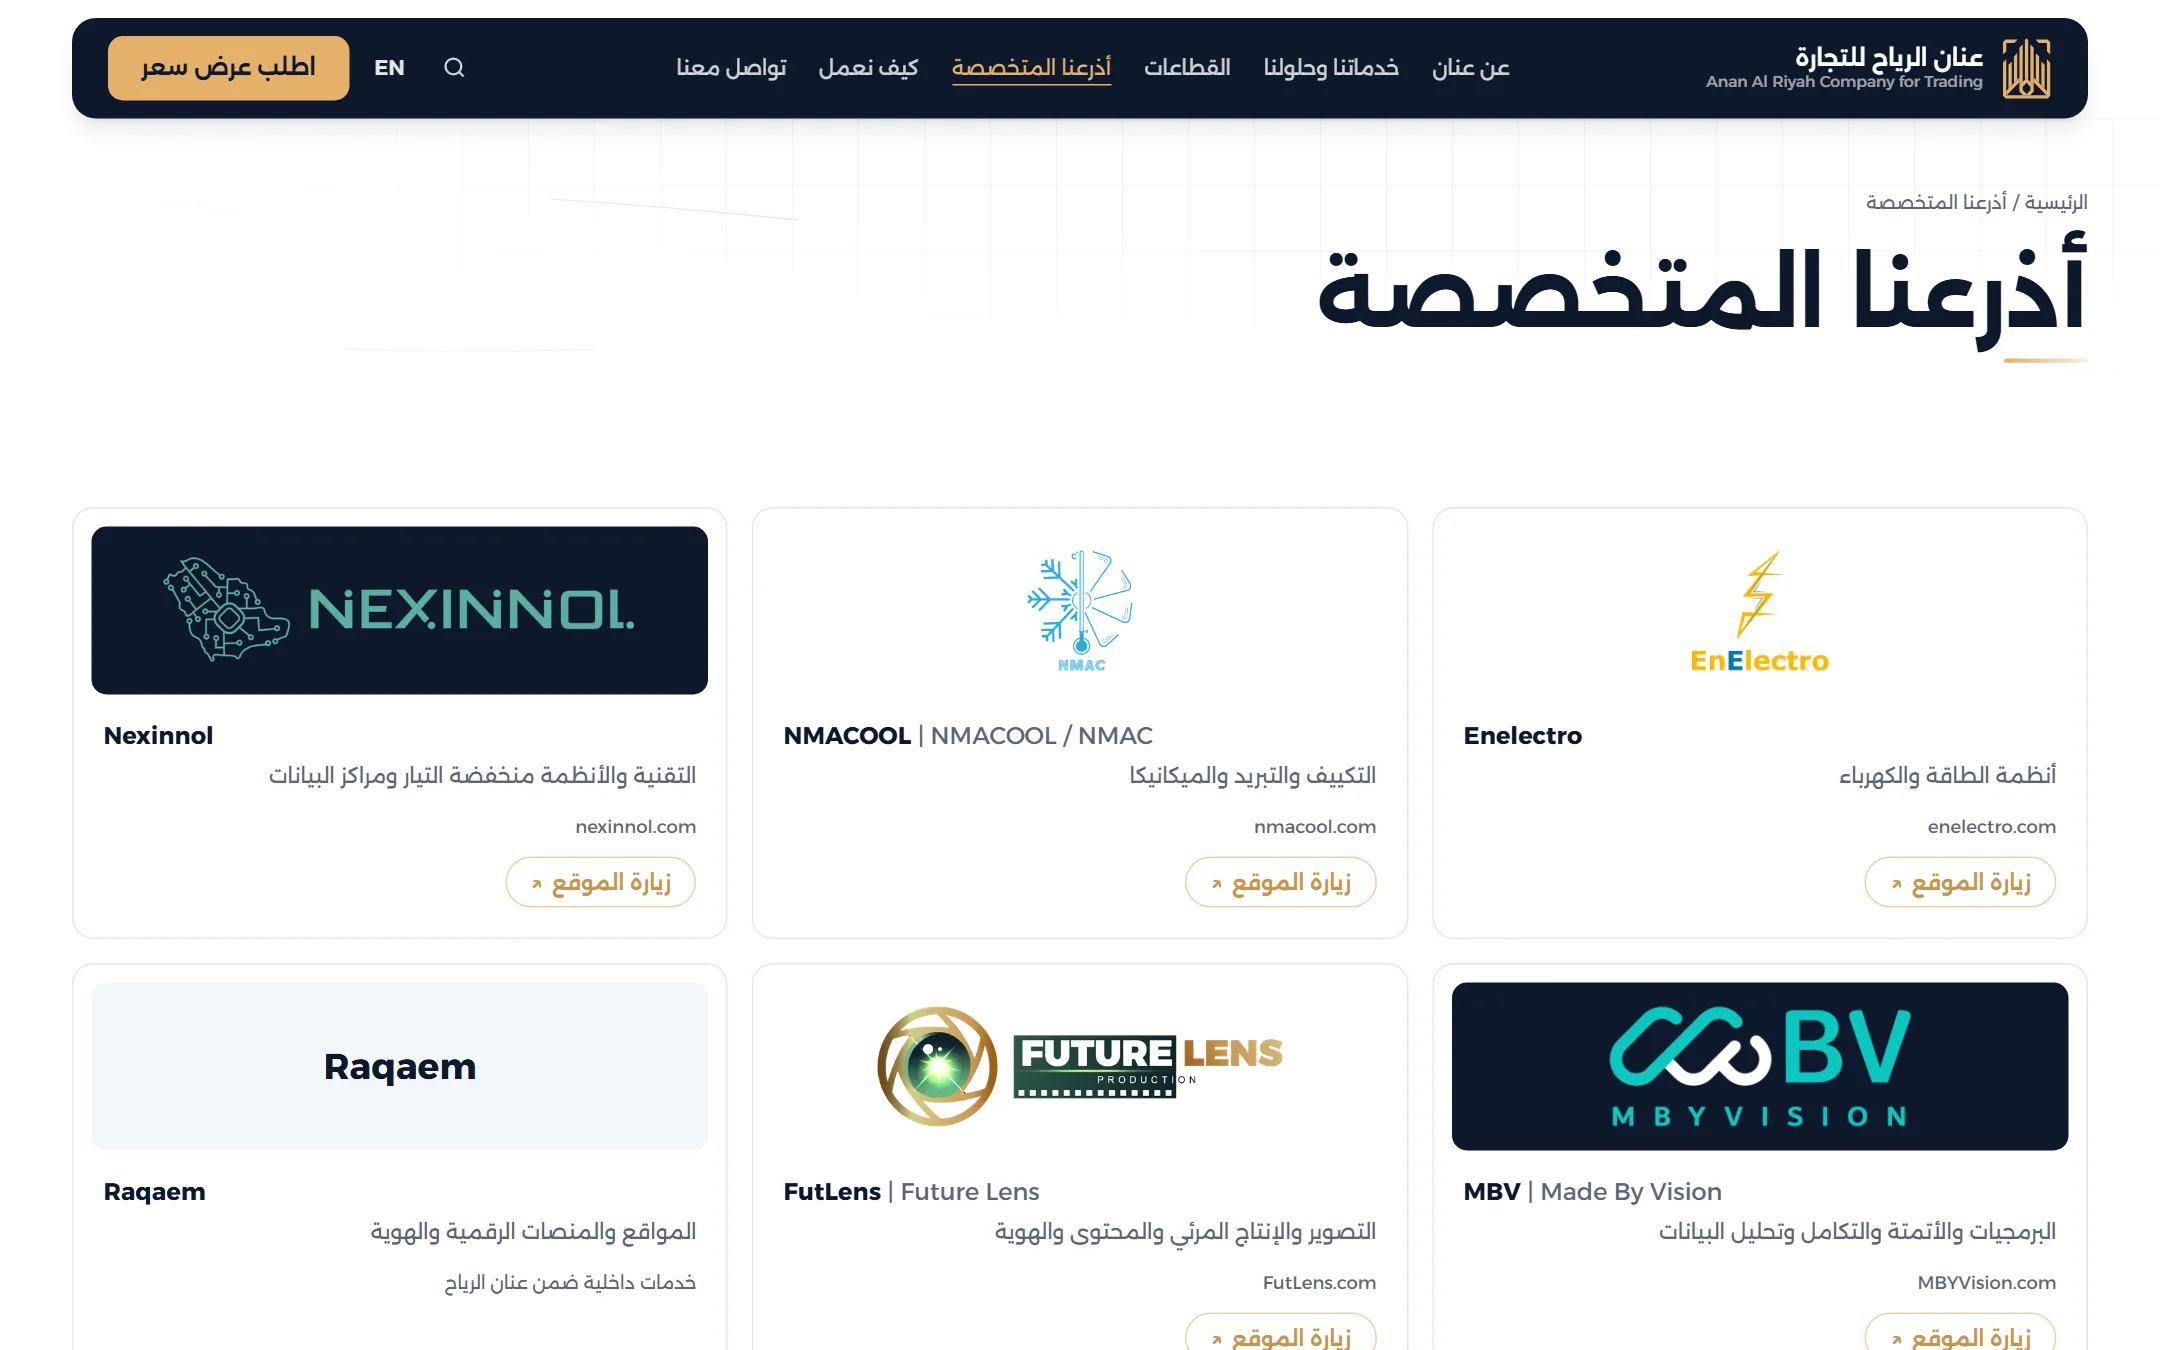 عنان الرياح للتجارة
Anan Al Riyah Company for Trading
عن عنان
خدماتنا وحلولنا
القطاعات
أذرعنا المتخصصة
كيف نعمل
تواصل معنا
EN
اطلب عرض سعر
الرئيسية / أذرعنا المتخصصة
أذرعنا المتخصصة
EnElectro
Enelectro
أنظمة الطاقة والكهرباء
enelectro.com
زيارة الموقع
NMAC
NMACOOL | NMACOOL / NMAC
التكييف والتبريد والميكانيكا
nmacool.com
زيارة الموقع
NEXINNOL
Nexinnol
التقنية والأنظمة منخفضة التيار ومراكز البيانات
nexinnol.com
زيارة الموقع
BV
MBYVISION
MBV | Made By Vision
البرمجيات والأتمتة والتكامل وتحليل البيانات
MBYVision.com
زيارة الموقع
FUTURE LENS
PRODUCTION
FutLens | Future Lens
التصوير والإنتاج المرئي والمحتوى والهوية
FutLens.com
زيارة الموقع
Raqaem
Raqaem
المواقع والمنصات الرقمية والهوية
خدمات داخلية ضمن عنان الرياح